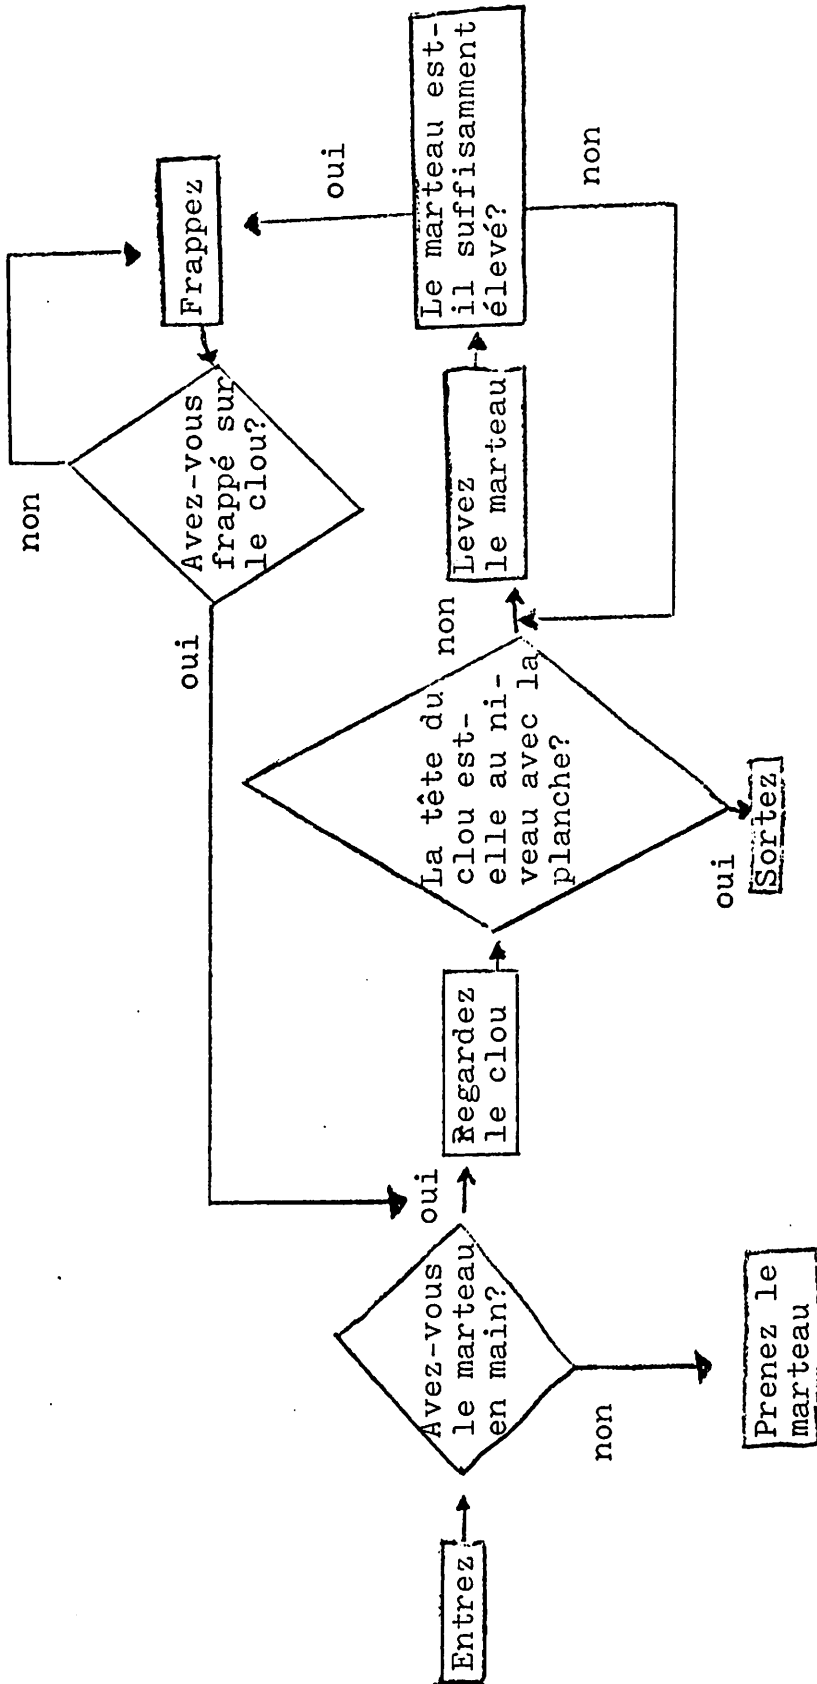 Entrez
Avez-vous
le marteau
en main?
oui
non
Prenez le
marteau
Regardez
le clou
La tête du
clou est-
elle au ni-
veau avec la
planche?
oui
Sortez
non
Levez
le marteau
Le marteau est-
il suffisamment
élevé?
non
oui
Frappez
Avez-vous
frappé sur
le clou?
non
oui